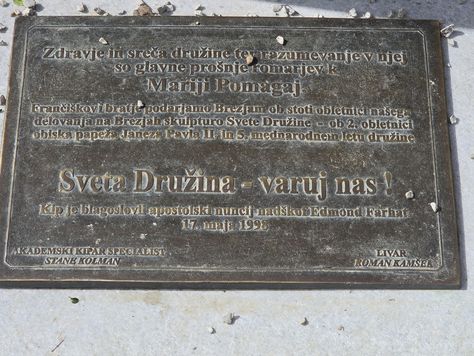 Zdravje in sreča družine ter razumevanje v njej
so glavne prošnje romarjev k
Mariji Pomagaj
Frančiškovi bratje podarjamo Brezjam ob stoti obletnici našega
delovanja na Brezjah skulpturo Svete Družine - ob 2. obletnici
obiska papeža Janeza Pavla II. in 5. mednarodnem letu družine
Sveta Družina - varuj nas !
Kip je blagoslovil apostolski nuncij nadškof Edmond Farhat
17. maja 1998
AKADEMSKI KIPAR SPECIALIST
STANE KOLMAN
LIVAR
ROMAN KAMŠEK